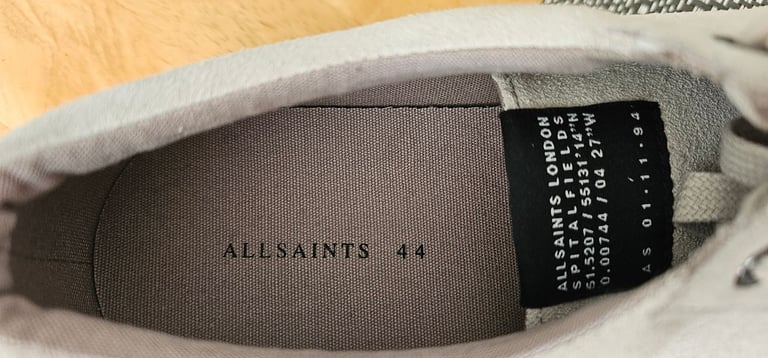 ALLSAINTS 44
ALLSAINTS LONDON
SPITALFIELDS
51.5207 / 55131'14"N
0.00744 / 04 27"W
AS 01·11·94